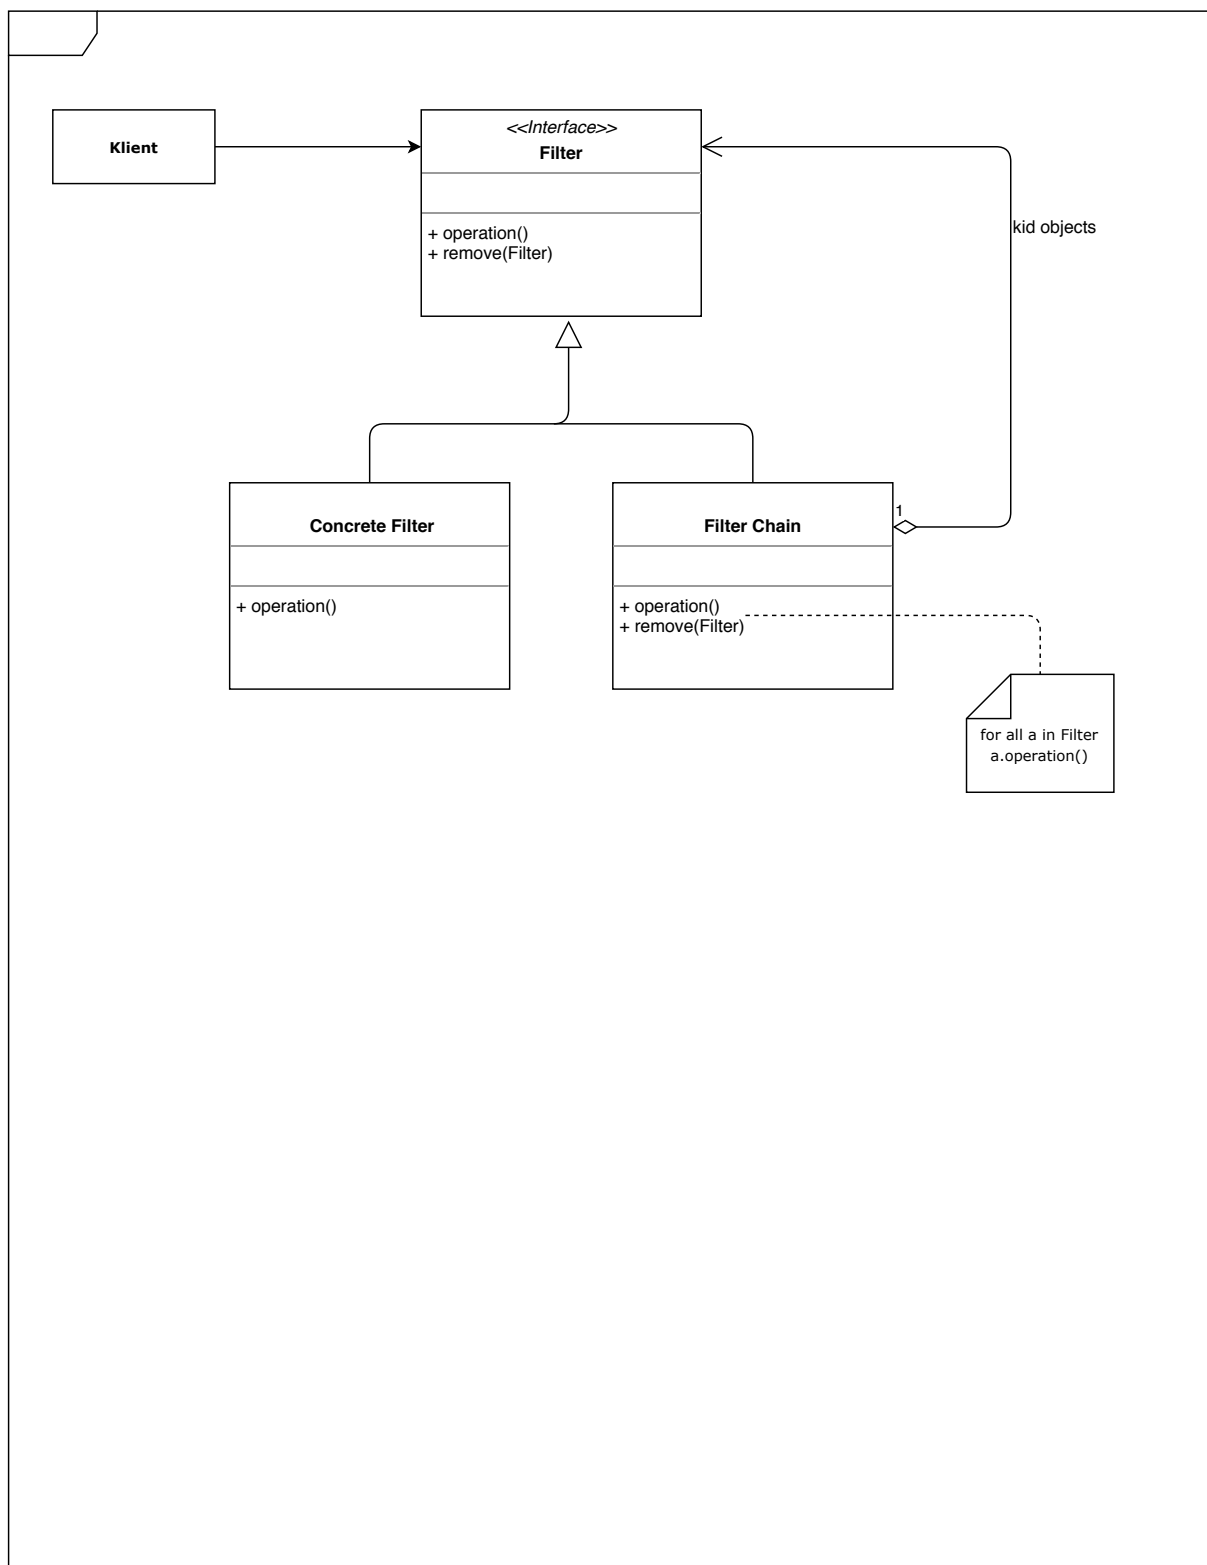 Klient
<<Interface>>
Filter
+ operation()
+ remove(Filter)
kid objects
Concrete Filter
+ operation()
Filter Chain
1
+ operation()
+ remove(Filter)
for all a in Filter
a.operation()